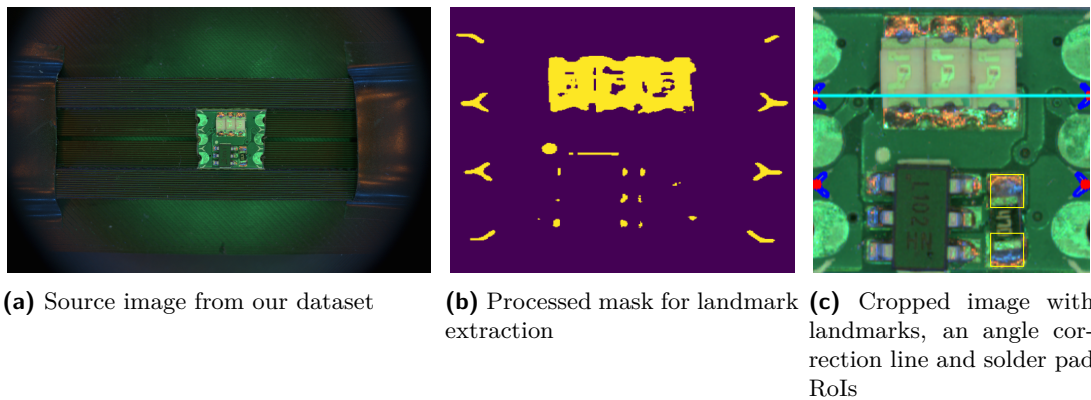 L102
(a) Source image from our dataset
(b) Processed mask for landmark
extraction
(c) Cropped image with
landmarks, an angle cor-
rection line and solder pad
RoIs